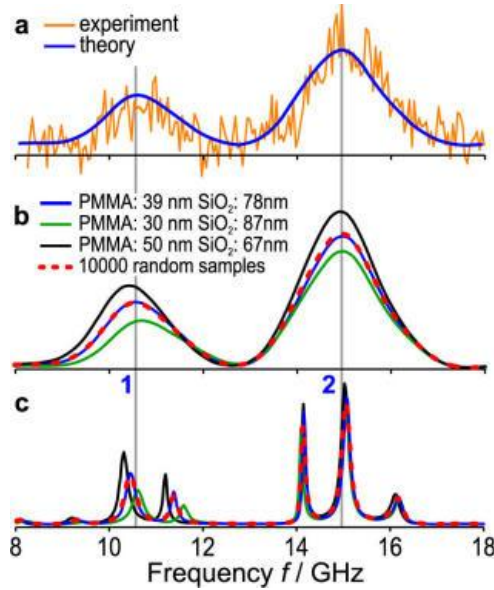 a
experiment
theory
b
PMMA: 39 nm SiO₂: 78nm
PMMA: 30 nm SiO₂: 87nm
PMMA: 50 nm SiO₂: 67nm
10000 random samples
1 2
c
8 10 12 14 16 18
Frequency f / GHz